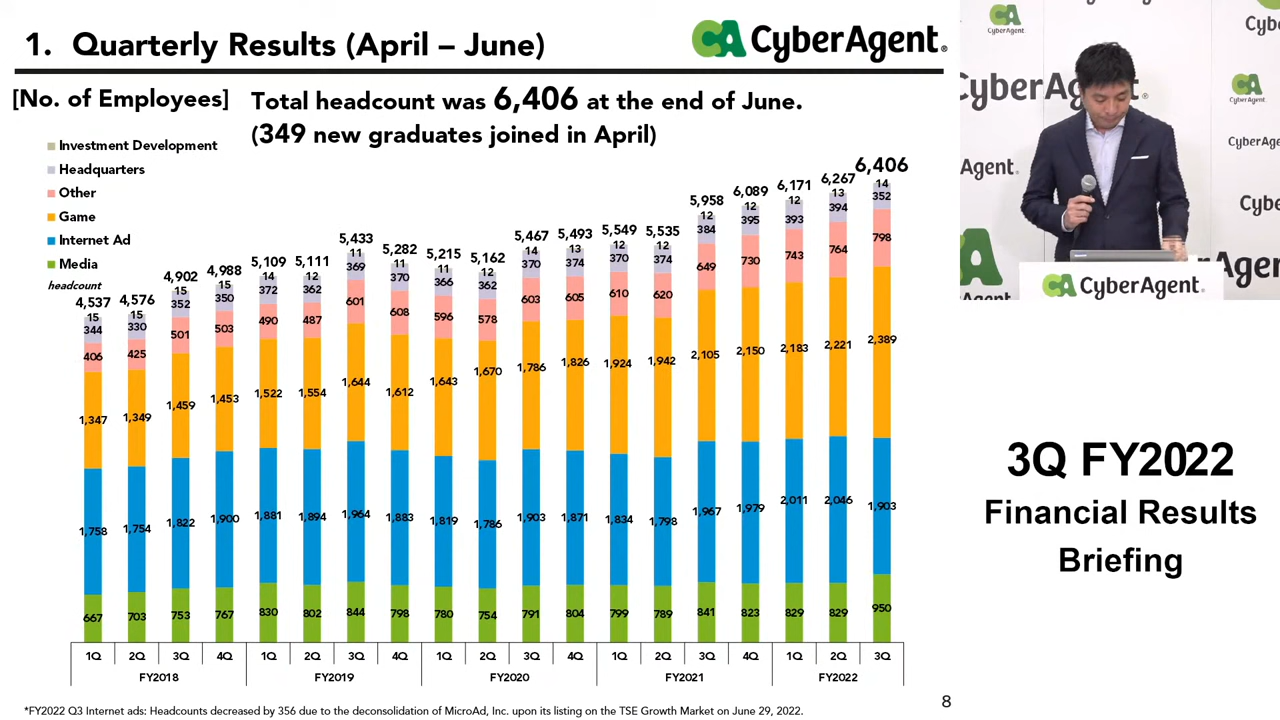 1. Quarterly Results (April – June)
CyberAgent®
[No. of Employees]
Total headcount was 6,406 at the end of June.
(349 new graduates joined in April)
Investment Development
Headquarters
Other
Game
Internet Ad
Media
headcount
4,537 4,576 4,902 4,988 5,109 5,111 5,433 5,282 5,215 5,162 5,467 5,493 5,549 5,535 5,958 6,089 6,171 6,267 6,406
15 15 15 15 14 12 11 11 11 12 14 13 12 12 12 12 12 13 14
344 330 352 350 372 362 369 370 366 362 370 374 370 374 384 395 393 394 352
406 425 501 503 490 487 601 608 596 578 603 605 610 620 649 730 743 764 798
1,347 1,349 1,459 1,453 1,522 1,554 1,644 1,612 1,643 1,670 1,786 1,826 1,924 1,942 2,105 2,150 2,183 2,221 2,389
1,758 1,754 1,822 1,900 1,881 1,894 1,964 1,883 1,819 1,786 1,903 1,871 1,834 1,798 1,967 1,979 2,011 2,046 1,903
667 703 753 767 830 802 844 798 780 754 791 804 799 789 841 823 829 829 950
1Q 2Q 3Q 4Q 1Q 2Q 3Q 4Q 1Q 2Q 3Q 4Q 1Q 2Q 3Q 4Q 1Q 2Q 3Q
FY2018 FY2019 FY2020 FY2021 FY2022
*FY2022 Q3 Internet ads: Headcounts decreased by 356 due to the deconsolidation of MicroAd, Inc. upon its listing on the TSE Growth Market on June 29, 2022.
8
CyberAgent
CyberAgent
CyberAgent.
3Q FY2022
Financial Results
Briefing